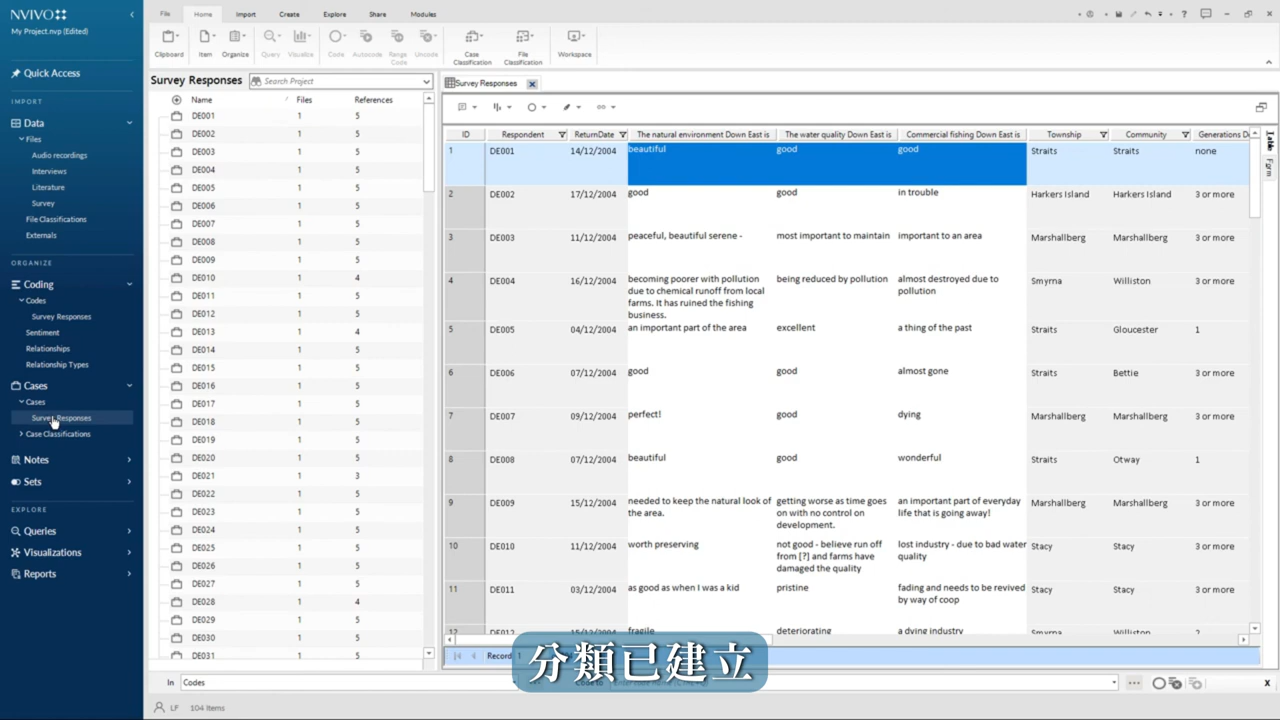 NVIVO
My Project.nvp (Edited)
File Home Import Create Explore Share Modules
Clipboard Item Organize Query Visualize Code Autocode Range Code Uncode Case Classification File Classification Workspace
Quick Access
IMPORT
Data
Files
Audio recordings
Interviews
Literature
Survey
File Classifications
Externals
ORGANIZE
Coding
Codes
Survey Responses
Sentiment
Relationships
Relationship Types
Cases
Cases
Survey Responses
Case Classifications
Notes
Sets
EXPLORE
Queries
Visualizations
Reports
Survey Responses Search Project
Name Files References
DE001 1 5
DE002 1 5
DE003 1 5
DE004 1 5
DE005 1 5
DE006 1 5
DE007 1 5
DE008 1 5
DE009 1 5
DE010 1 4
DE011 1 5
DE012 1 5
DE013 1 4
DE014 1 5
DE015 1 5
DE016 1 5
DE017 1 5
DE018 1 5
DE019 1 5
DE020 1 5
DE021 1 3
DE022 1 5
DE023 1 5
DE024 1 5
DE025 1 5
DE026 1 5
DE027 1 5
DE028 1 4
DE029 1 5
DE030 1 5
DE031 1 5
Survey Responses
ID Respondent ReturnDate The natural environment Down East is The water quality Down East is Commercial fishing Down East is Township Community Generations D
1 DE001 14/12/2004 beautiful good good Straits Straits none
2 DE002 17/12/2004 good good in trouble Harkers Island Harkers Island 3 or more
3 DE003 11/12/2004 peaceful, beautiful serene - most important to maintain important to an area Marshallberg Marshallberg 3 or more
4 DE004 16/12/2004 becoming poorer with pollution due to chemical runoff from local farms. It has ruined the fishing business. being reduced by pollution almost destroyed due to pollution Smyrna Williston 3 or more
5 DE005 04/12/2004 an important part of the area excellent a thing of the past Straits Gloucester 1
6 DE006 07/12/2004 good good almost gone Straits Bettie 3 or more
7 DE007 09/12/2004 perfect! good dying Marshallberg Marshallberg 3 or more
8 DE008 07/12/2004 beautiful good wonderful Straits Otway 1
9 DE009 15/12/2004 needed to keep the natural look of the area. getting worse as time goes on with no control on development. an important part of everyday life that is going away! Marshallberg Marshallberg 3 or more
10 DE010 11/12/2004 worth preserving not good - believe run off from [?] and farms have damaged the quality lost industry - due to bad water quality Stacy Stacy 3 or more
11 DE011 03/12/2004 as good as when I was a kid pristine fading and needs to be revived by way of coop Stacy Stacy 3 or more
12 DE012 15/12/2004 fragile deteriorating a dying industry Smyrna Williston 2
Table
Form
Record 1
分類已建立
In Codes
LF 104 Items